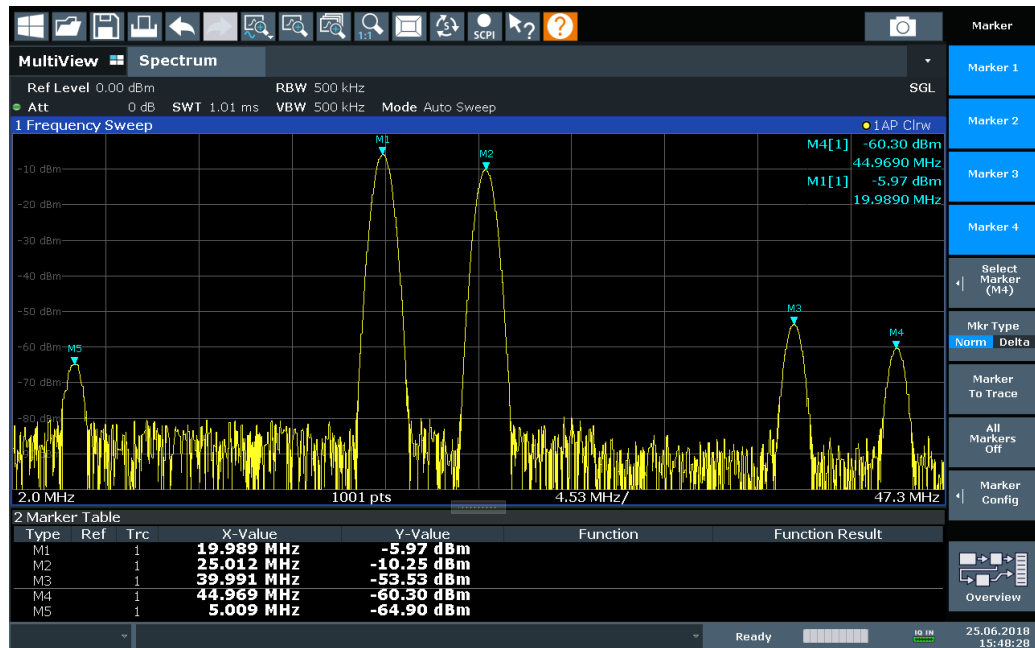 1:1
SCPI
?
?
Marker
MultiView Spectrum
Ref Level 0.00 dBm RBW 500 kHz SGL
Att 0 dB SWT 1.01 ms VBW 500 kHz Mode Auto Sweep
1 Frequency Sweep 1AP Clrw
M4[1] -60.30 dBm
44.9690 MHz
M1[1] -5.97 dBm
19.9890 MHz
M1
M2
M3
M4
M5
-10 dBm
-20 dBm
-30 dBm
-40 dBm
-50 dBm
-60 dBm
-70 dBm
-80 dBm
2.0 MHz 1001 pts 4.53 MHz/ 47.3 MHz
2 Marker Table
Type Ref Trc X-Value Y-Value Function Function Result
M1 1 19.989 MHz -5.97 dBm
M2 1 25.012 MHz -10.25 dBm
M3 1 39.991 MHz -53.53 dBm
M4 1 44.969 MHz -60.30 dBm
M5 1 5.009 MHz -64.90 dBm
Marker 1
Marker 2
Marker 3
Marker 4
Select
Marker
(M4)
Mkr Type
Norm Delta
Marker
To Trace
All
Markers
Off
Marker
Config
Overview
Ready IQ IN 25.06.2018
15:48:28